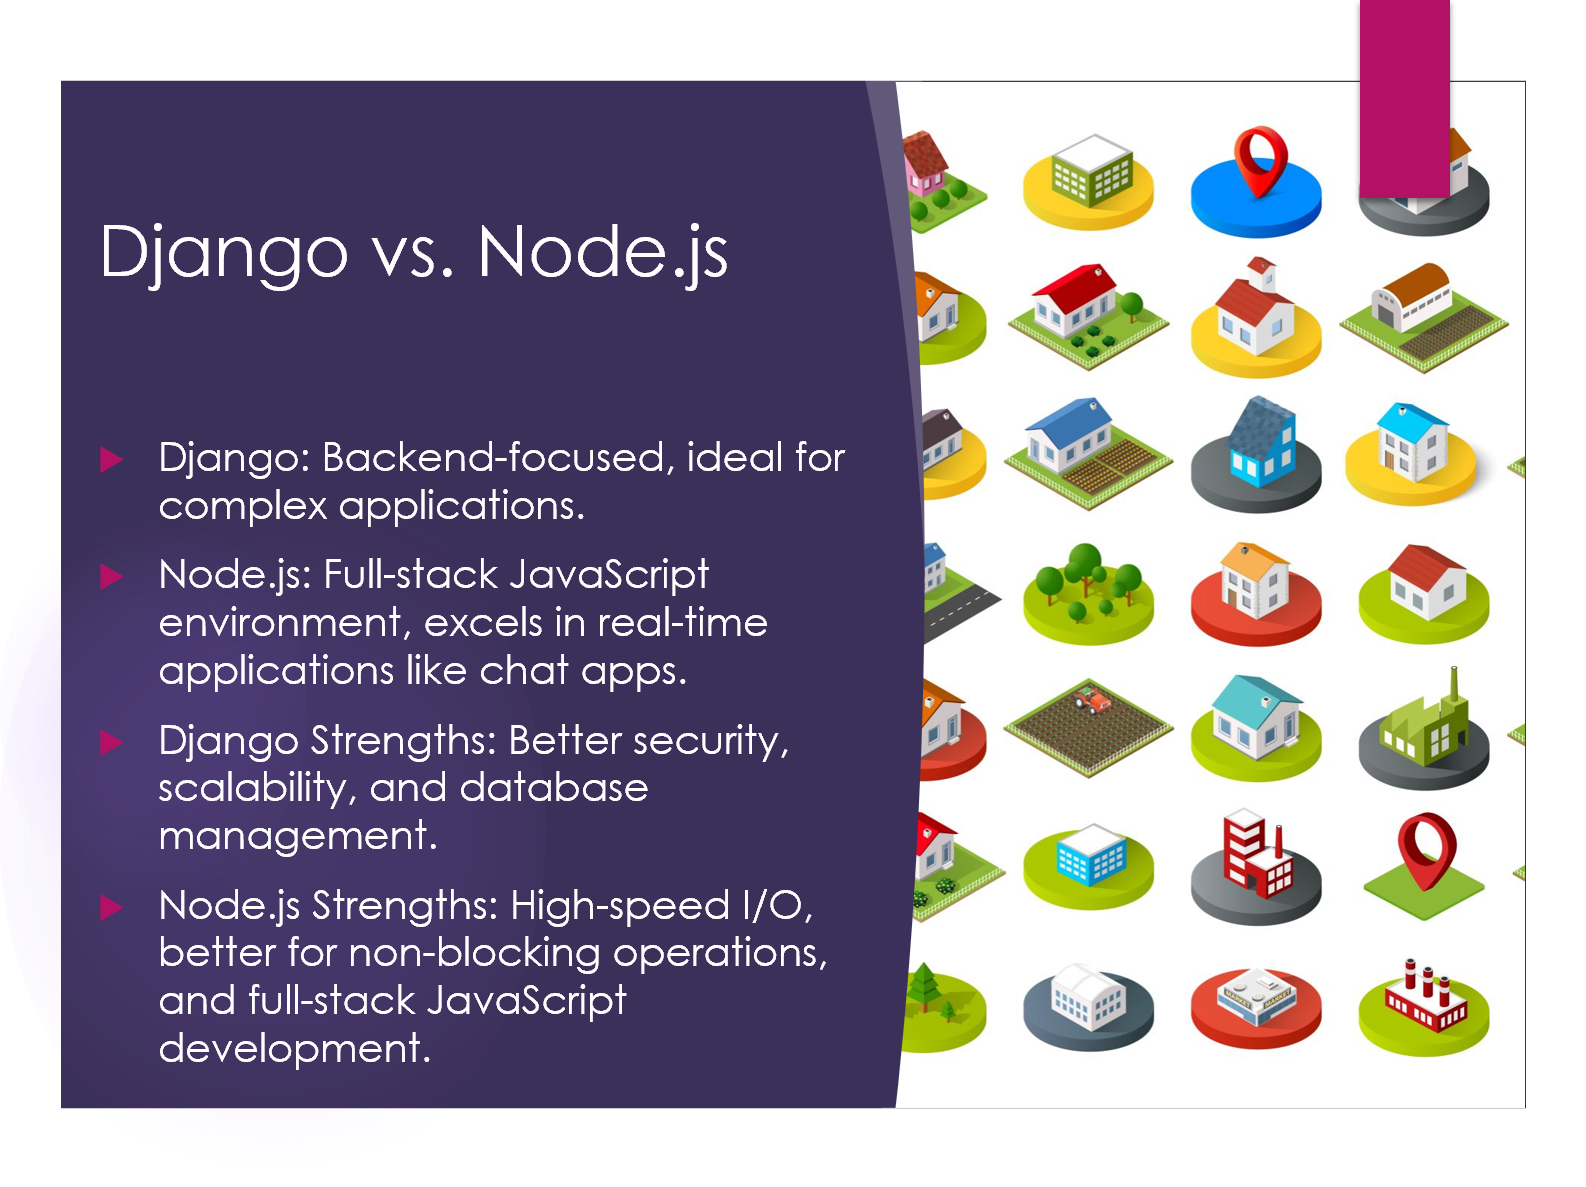 Django vs. Node.js
Django: Backend-focused, ideal for
complex applications.
Node.js: Full-stack JavaScript
environment, excels in real-time
applications like chat apps.
Django Strengths: Better security,
scalability, and database
management.
Node.js Strengths: High-speed I/O,
better for non-blocking operations,
and full-stack JavaScript
development.
MARKET MARKET